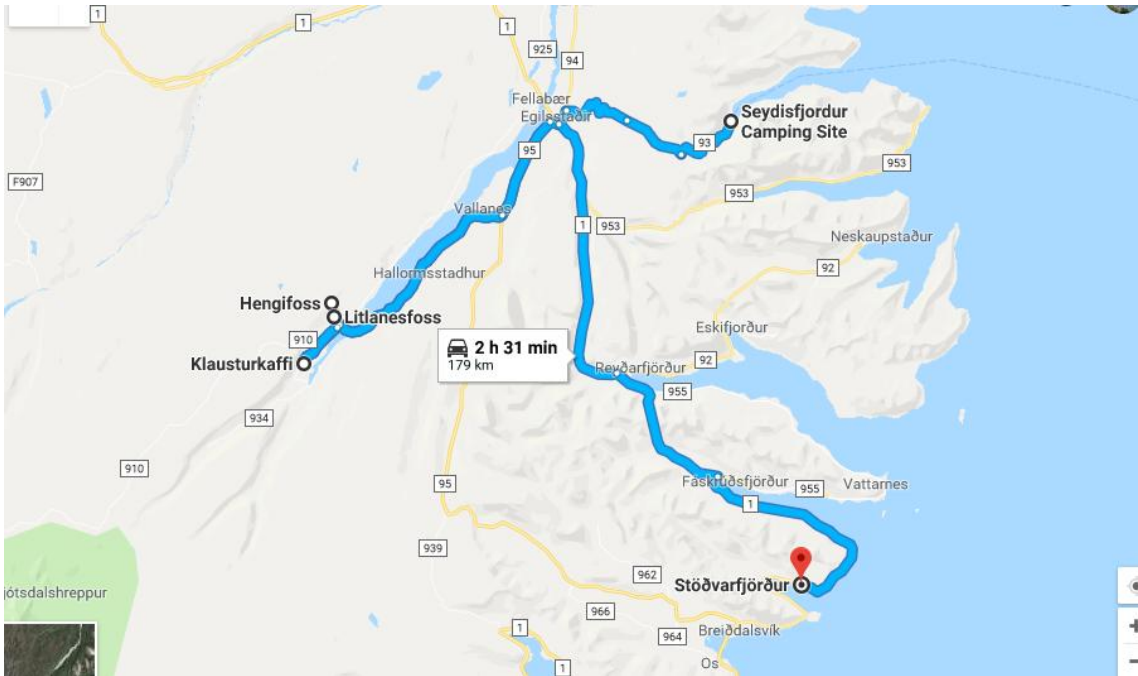 1
1
1
925
94
Fellabær
Egilsstaðir
Seydisfjordur
Camping Site
93
95
F907
953
953
Vallanes
1
953
Neskaupstaður
92
Hallormsstadhur
Hengifoss
Litlanesfoss
910
Klausturkaffi
2 h 31 min
179 km
Eskifjorður
92
Reyðarfjörður
955
934
910
95
Fáskrúðsfjörður
955
Vattarnes
1
939
962
Stöðvarfjörður
jótsdalshreppur
966
1
964
Breiðdalsvík
Os
1